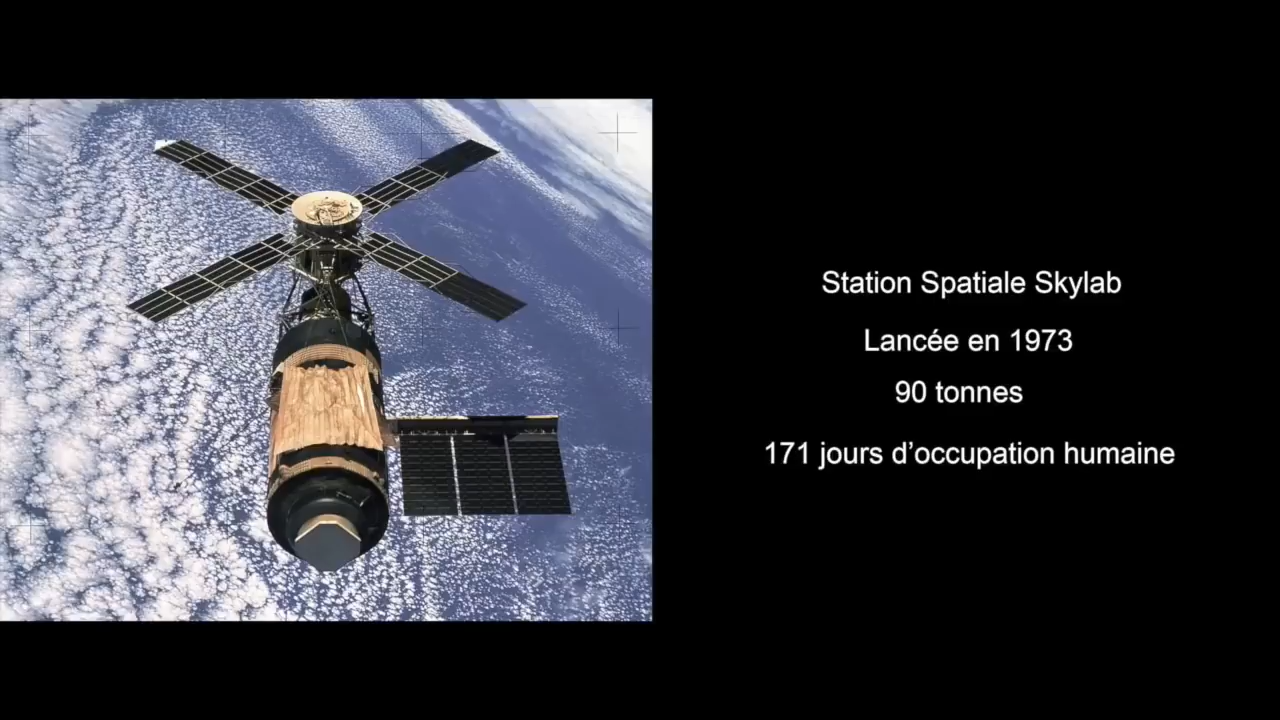 Station Spatiale Skylab
Lancée en 1973
90 tonnes
171 jours d’occupation humaine